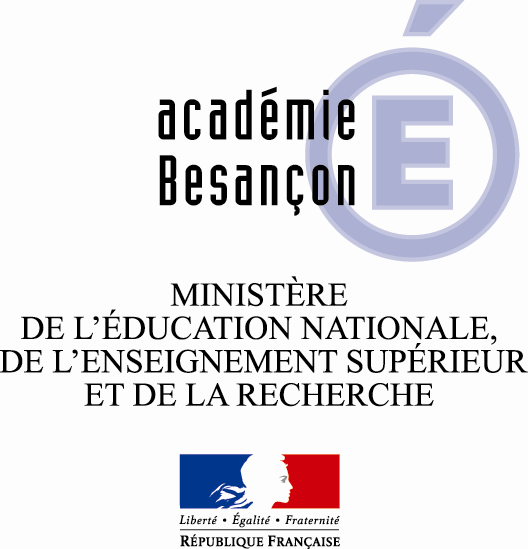 académie
Besançon
É
MINISTÈRE
DE L’ÉDUCATION NATIONALE,
DE L’ENSEIGNEMENT SUPÉRIEUR
ET DE LA RECHERCHE
Liberté • Égalité • Fraternité
RÉPUBLIQUE FRANÇAISE